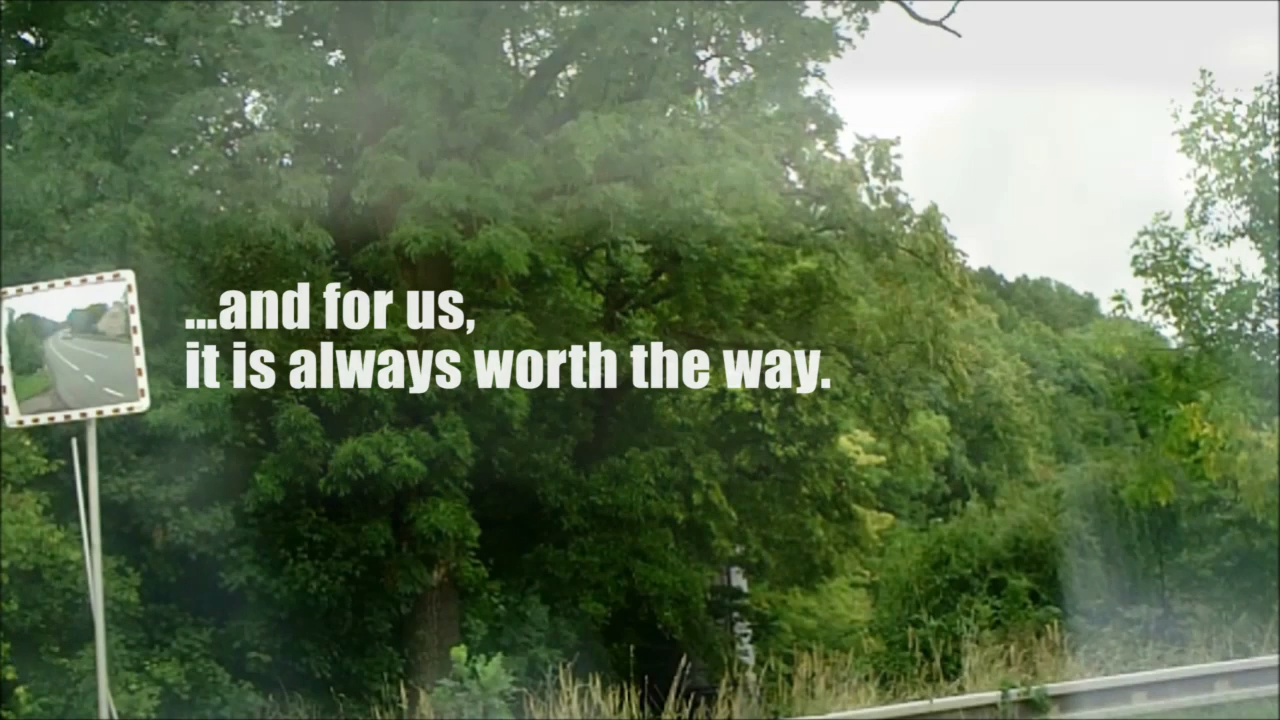 ...and for us,
it is always worth the way.